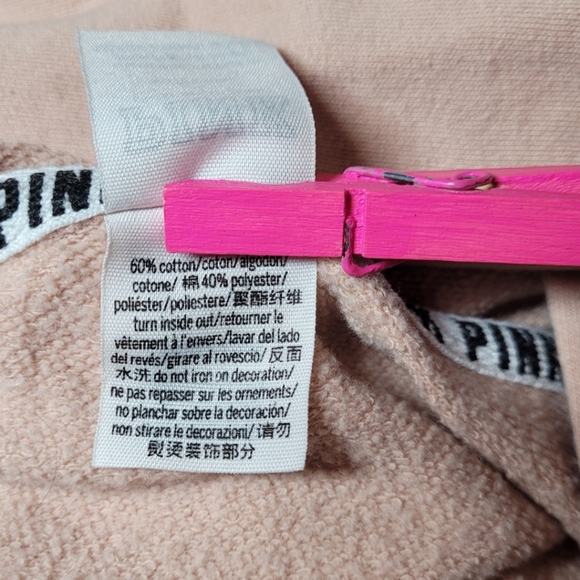 PINK
PIN
60% cotton/coton/algodón/
cotone/ 棉 40% polyester/
poliéster/poliestere/聚酯纤维
turn inside out/retourner le
vêtement à l'envers/lavar del lado
del revés/girare al rovescio/ 反面
水洗 do not iron on decoration/
ne pas repasser sur les ornements/
no planchar sobre la decoración/
non stirare le decorazioni/ 请勿
熨烫装饰部分
PINK